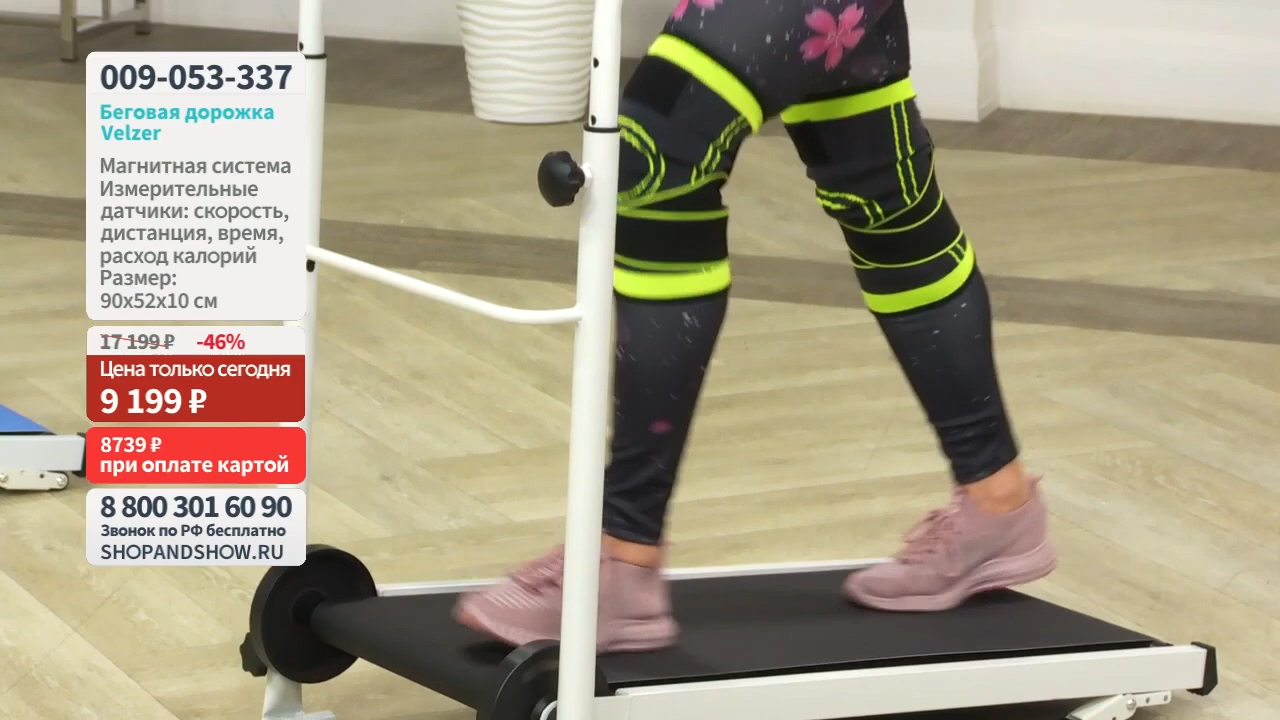 009-053-337
Беговая дорожка
Velzer
Магнитная система
Измерительные
датчики: скорость,
дистанция, время,
расход калорий
Размер:
90x52x10 см
17 199 ₽ -46%
Цена только сегодня
9 199 ₽
8739 ₽
при оплате картой
8 800 301 60 90
Звонок по РФ бесплатно
SHOPANDSHOW.RU